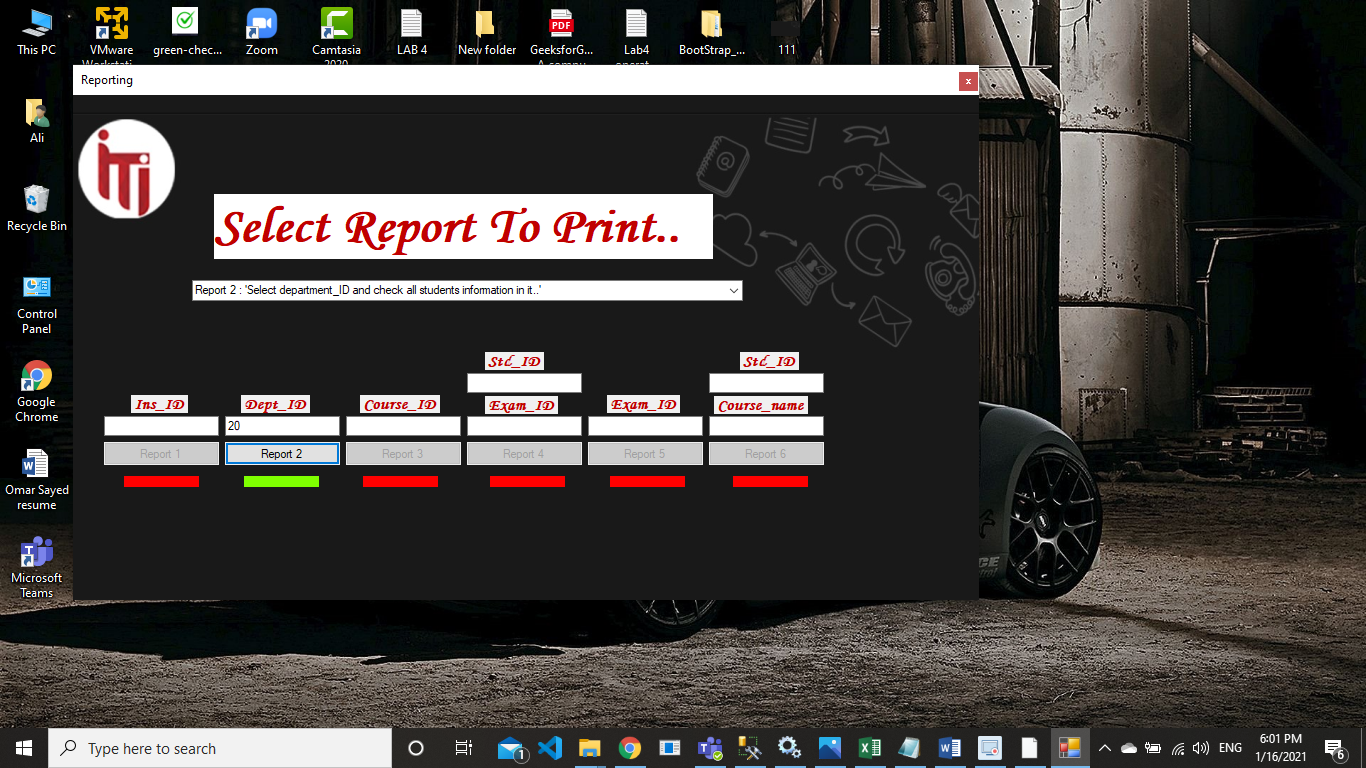 This PC
VMware
Workstati...
green-chec...
Zoom
Camtasia
2020
LAB 4
New folder
PDF
GeeksforG...
A compu
Lab4
operat
BootStrap_...
111
Reporting
x
iTi
Ali
Select Report To Print..
Recycle Bin
Report 2 : 'Select department_ID and check all students information in it..'
Control
Panel
Std_ID
Std_ID
Google
Chrome
Ins_ID
Dept_ID
Course_ID
Exam_ID
Exam_ID
Course_name
20
Report 1
Report 2
Report 3
Report 4
Report 5
Report 6
Omar Sayed
resume
Microsoft
Teams
Type here to search
1
ENG
6:01 PM
1/16/2021
6